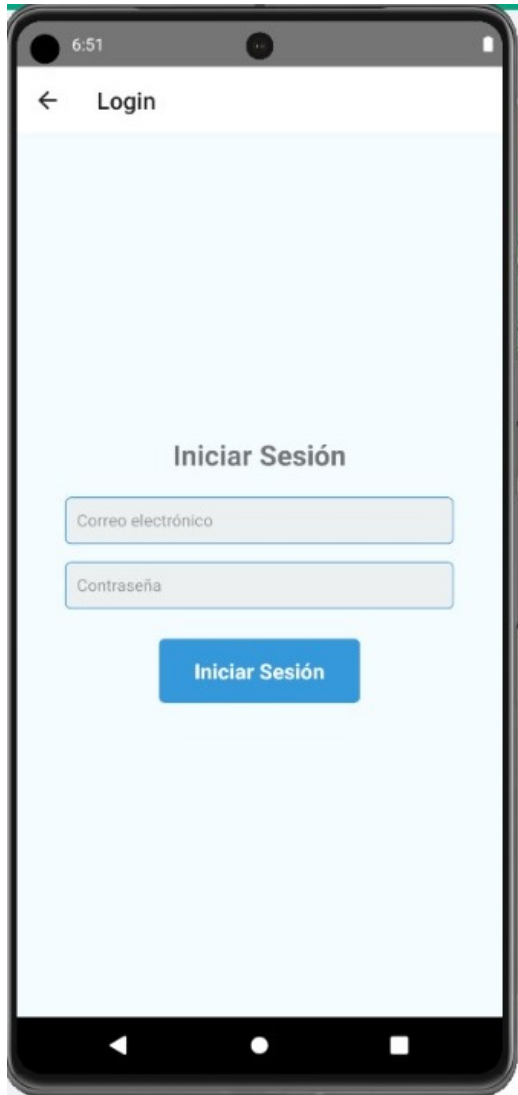 6:51
Login
Iniciar Sesión
Correo electrónico
Contraseña
Iniciar Sesión